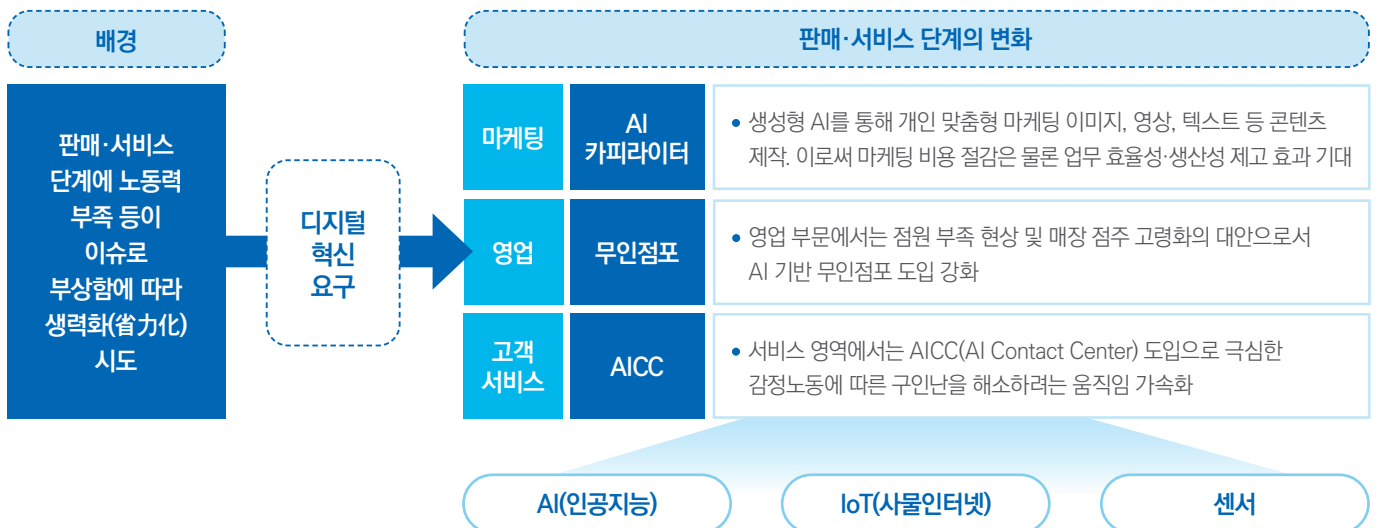 배경
판매·서비스
단계에 노동력
부족 등이
이슈로
부상함에 따라
생력화(省力化)
시도
디지털
혁신
요구
판매·서비스 단계의 변화
마케팅
AI
카피라이터
• 생성형 AI를 통해 개인 맞춤형 마케팅 이미지, 영상, 텍스트 등 콘텐츠
제작. 이로써 마케팅 비용 절감은 물론 업무 효율성·생산성 제고 효과 기대
영업
무인점포
• 영업 부문에서는 점원 부족 현상 및 매장 점주 고령화의 대안으로서
AI 기반 무인점포 도입 강화
고객
서비스
AICC
• 서비스 영역에서는 AICC(AI Contact Center) 도입으로 극심한
감정노동에 따른 구인난을 해소하려는 움직임 가속화
AI(인공지능)
IoT(사물인터넷)
센서